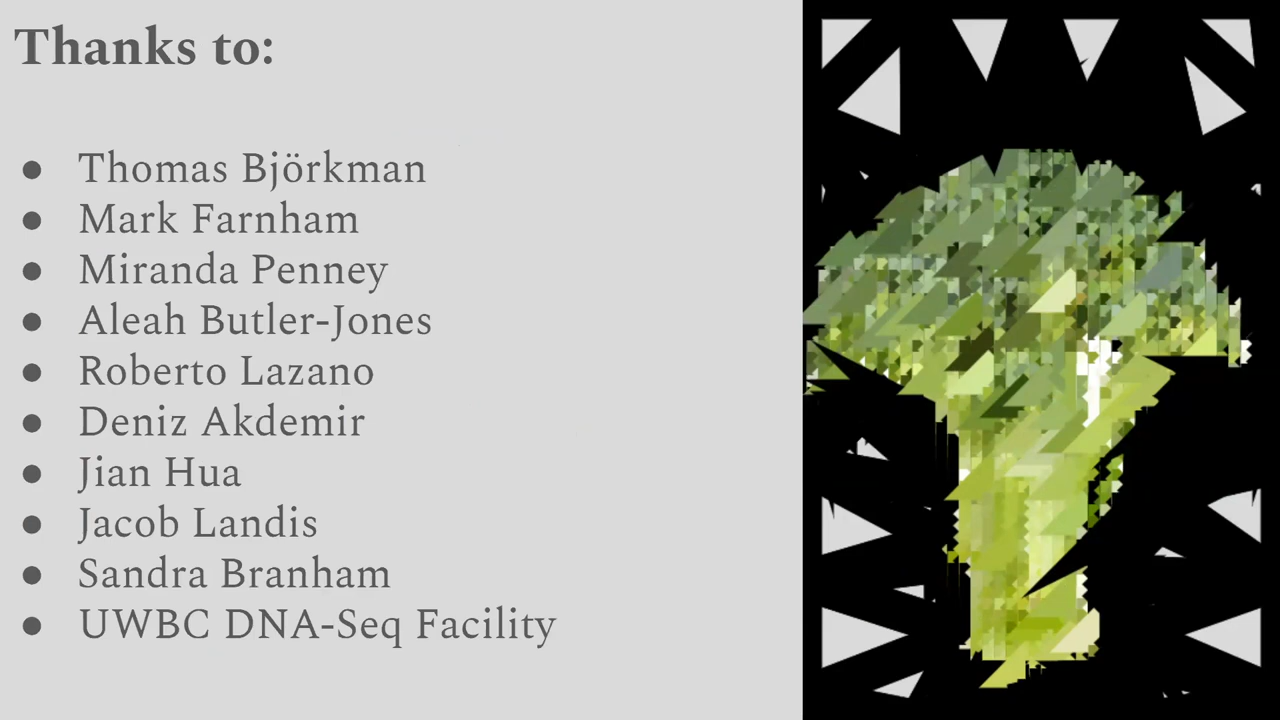 Thanks to:
● Thomas Björkman
● Mark Farnham
● Miranda Penney
● Aleah Butler-Jones
● Roberto Lazano
● Deniz Akdemir
● Jian Hua
● Jacob Landis
● Sandra Branham
● UWBC DNA-Seq Facility